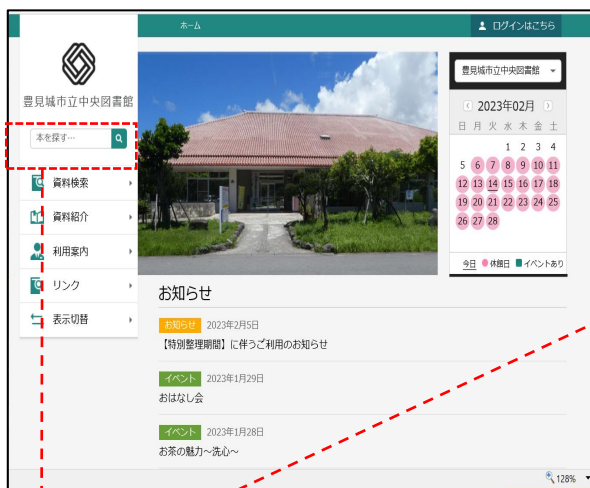 ホーム
ログインはこちら
豊見城市立中央図書館
本を探す…
資料検索
資料紹介
利用案内
リンク
表示切替
豊見城市立中央図書館
2023年02月
日 月 火 水 木 金 土
1 2 3 4
5 6 7 8 9 10 11
12 13 14 15 16 17 18
19 20 21 22 23 24 25
26 27 28
今日 休館日 イベントあり
お知らせ
お知らせ 2023年2月5日
【特別整理期間】に伴うご利用のお知らせ
イベント 2023年1月29日
おはなし会
イベント 2023年1月28日
お茶の魅力~洗心~
128%